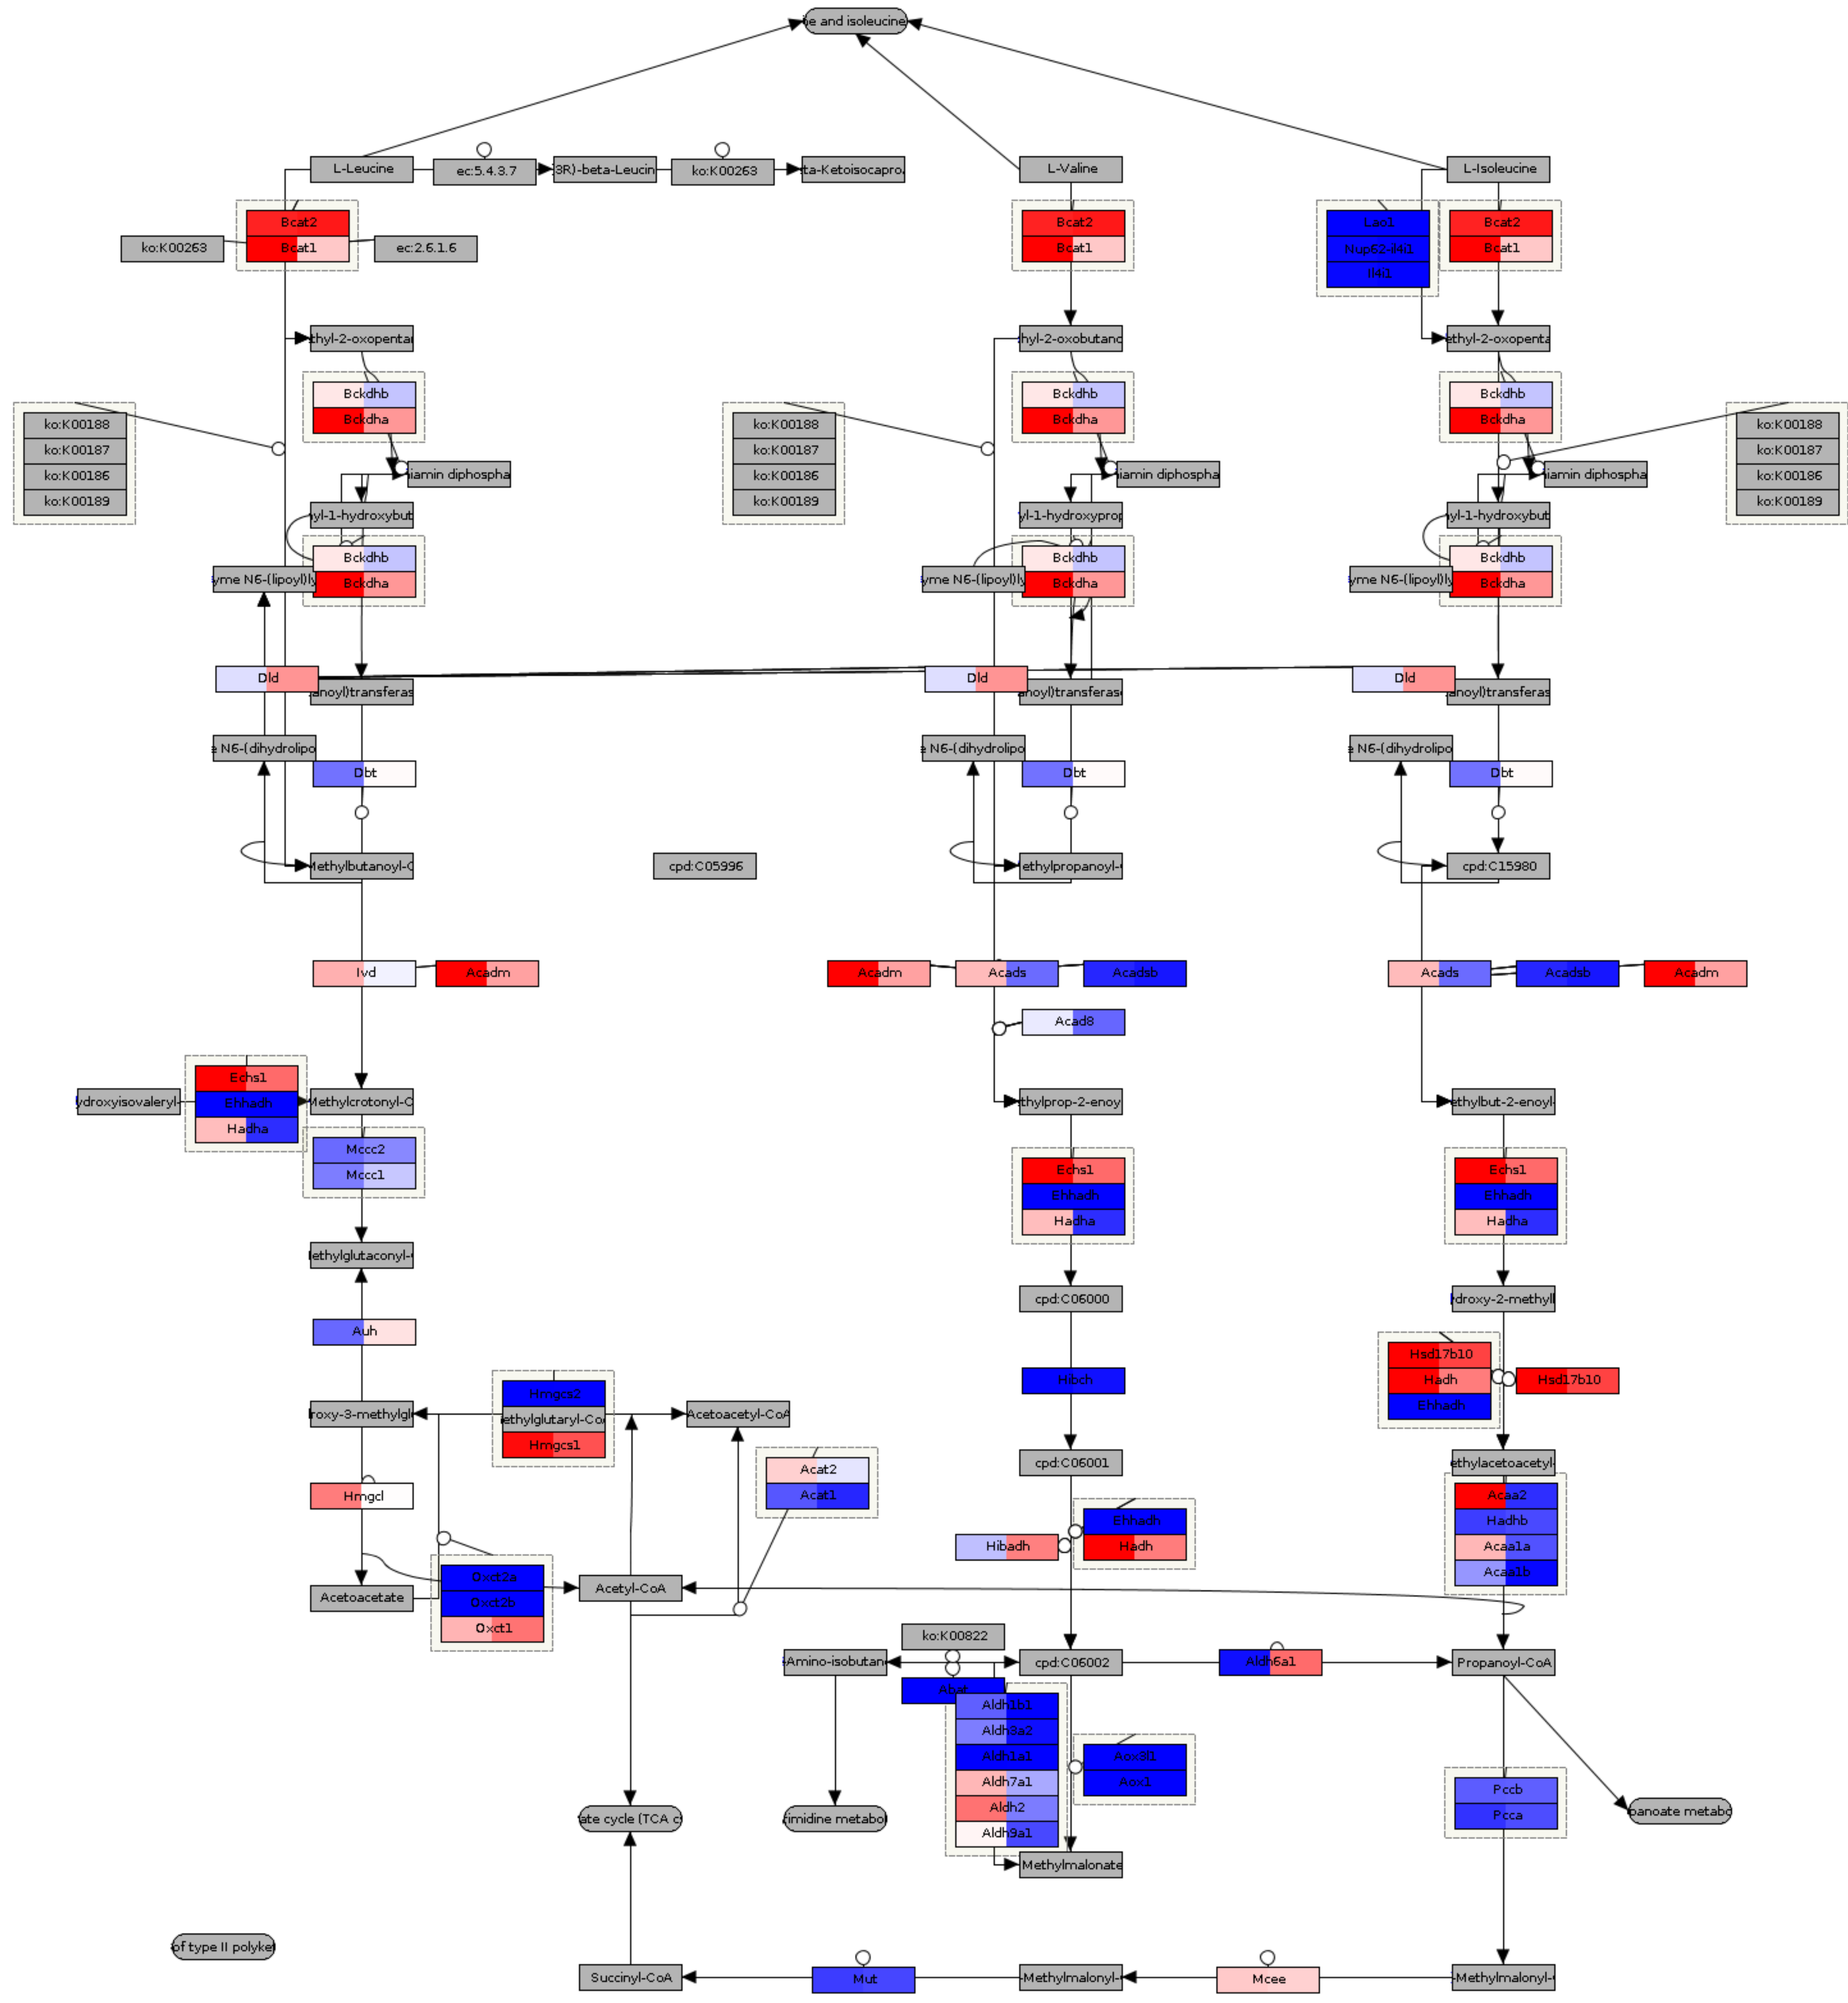 ne and isoleucine
L-Leucine
ec:5.4.3.7
3R)-beta-Leucin
ko:K00263
ta-Ketoisocapro
L-Valine
L-Isoleucine
Bcat2
Bcat1
ko:K00263
ec:2.6.1.6
Bcat2
Bcat1
Lao1
Nup62-il4i1
Il4i1
Bcat2
Bcat1
thyl-2-oxopenta
hyl-2-oxobutano
ethyl-2-oxopenta
Bckdhb
Bckdha
Bckdhb
Bckdha
Bckdhb
Bckdha
ko:K00188
ko:K00187
ko:K00186
ko:K00189
ko:K00188
ko:K00187
ko:K00186
ko:K00189
ko:K00188
ko:K00187
ko:K00186
ko:K00189
iamin diphospha
iamin diphospha
iamin diphospha
yl-1-hydroxybut
yl-1-hydroxyprop
yl-1-hydroxybut
Bckdhb
Bckdha
Bckdhb
Bckdha
Bckdhb
Bckdha
yme N6-(lipoyl)ly
yme N6-(lipoyl)ly
yme N6-(lipoyl)ly
Dld
Dld
Dld
anoyl)transferas
anoyl)transferase
anoyl)transferas
e N6-(dihydrolipo
e N6-(dihydrolipo
e N6-(dihydrolipo
Dbt
Dbt
Dbt
Methylbutanoyl-C
cpd:C05996
ethylpropanoyl-
cpd:C15980
Ivd
Acadm
Acadm
Acads
Acadsb
Acads
Acadsb
Acadm
Acad8
ydroxyisovaleryl-
Echs1
Ehhadh
Hadha
Methylcrotonyl-C
thylprop-2-enoy
ethylbut-2-enoyl-
Mccc2
Mccc1
Echs1
Ehhadh
Hadha
Echs1
Ehhadh
Hadha
lethylglutaconyl-
cpd:C06000
droxy-2-methyll
Auh
Hsd17b10
Hadh
Ehhadh
Hsd17b10
Hibch
Hmgcs2
ethylglutaryl-Co
Hmgcs1
roxy-3-methylgl
Acetoacetyl-CoA
cpd:C06001
ethylacetoacetyl-
Acat2
Acat1
Hmgcl
Acaa2
Hadhb
Acaa1a
Acaa1b
Ehhadh
Hadh
Hibadh
Oxct2a
Oxct2b
Oxct1
Acetoacetate
Acetyl-CoA
ko:K00822
Amino-isobutan
cpd:C06002
Aldh6a1
Propanoyl-CoA
Abat
Aldh1b1
Aldh3a2
Aldh1a1
Aldh7a1
Aldh2
Aldh9a1
Aox3l1
Aox1
Pccb
Pcca
ate cycle (TCA c
rimidine metabol
panoate metabo
Methylmalonate
of type II polyket
Succinyl-CoA
Mut
-Methylmalonyl-
Mcee
-Methylmalonyl-